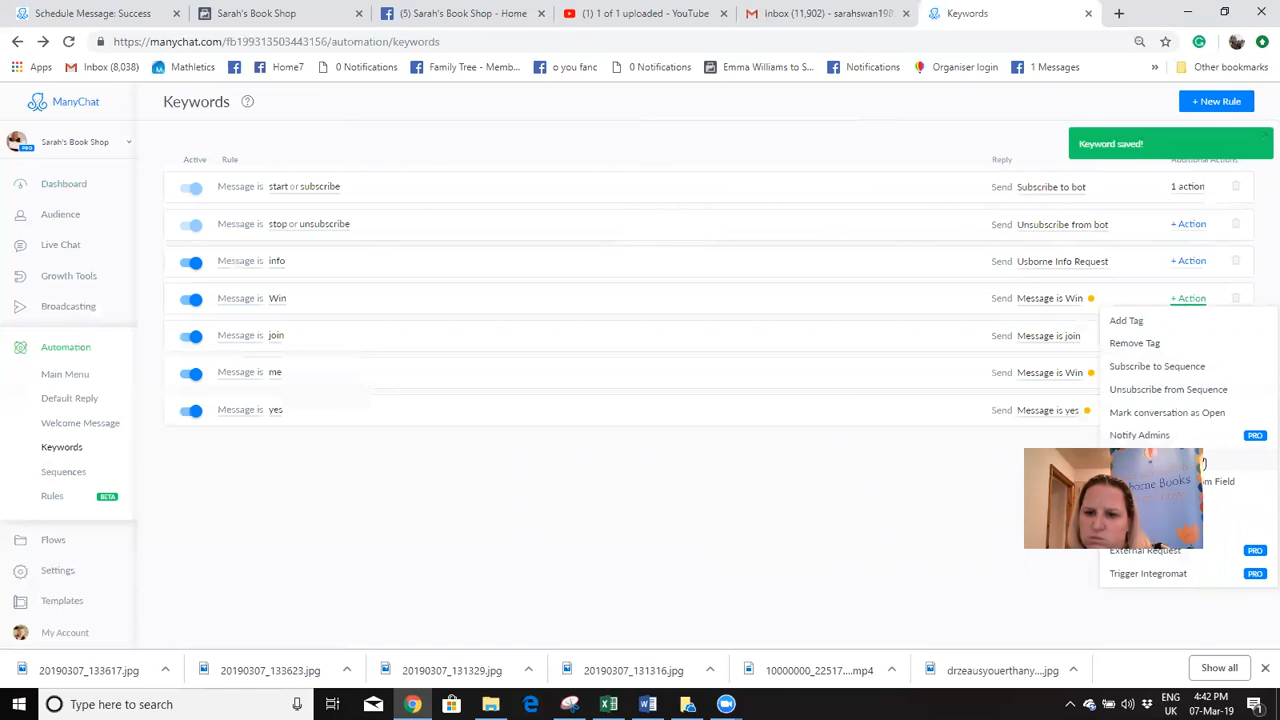 Schedule Message: Success
Sarah's Book Shop
(5) Sarah's Book Shop - Home
(1) 1 of 1 uploaded - YouTube
Inbox (11,902) - sarahswan198
Keywords
https://manychat.com/fb199313503443156/automation/keywords
Apps
Inbox (8,038)
Mathletics
Home7
0 Notifications
Family Tree - Memb...
o you fanc
0 Notifications
Emma Williams to S...
Notifications
Organiser login
1 Messages
»
Other bookmarks
ManyChat
Keywords
+ New Rule
Sarah's Book Shop
PRO
Keyword saved!
Active
Rule
Reply
Additional Actions
Dashboard
Audience
Live Chat
Growth Tools
Broadcasting
Automation
Main Menu
Default Reply
Welcome Message
Keywords
Sequences
Rules
BETA
Flows
Settings
Templates
My Account
Message is start or subscribe
Send Subscribe to bot
1 action
Message is stop or unsubscribe
Send Unsubscribe from bot
+ Action
Message is info
Send Usborne Info Request
+ Action
Message is Win
Send Message is Win
+ Action
Message is join
Send Message is join
Message is me
Send Message is Win
Message is yes
Send Message is yes
Add Tag
Remove Tag
Subscribe to Sequence
Unsubscribe from Sequence
Mark conversation as Open
Notify Admins
PRO
Field
External Request
PRO
Trigger Integromat
PRO
Books
20190307_133617.jpg
20190307_133623.jpg
20190307_131329.jpg
20190307_131316.jpg
10000000_22517....mp4
drzeausyouerthany....jpg
Show all
Type here to search
ENG
UK
4:42 PM
07-Mar-19
1